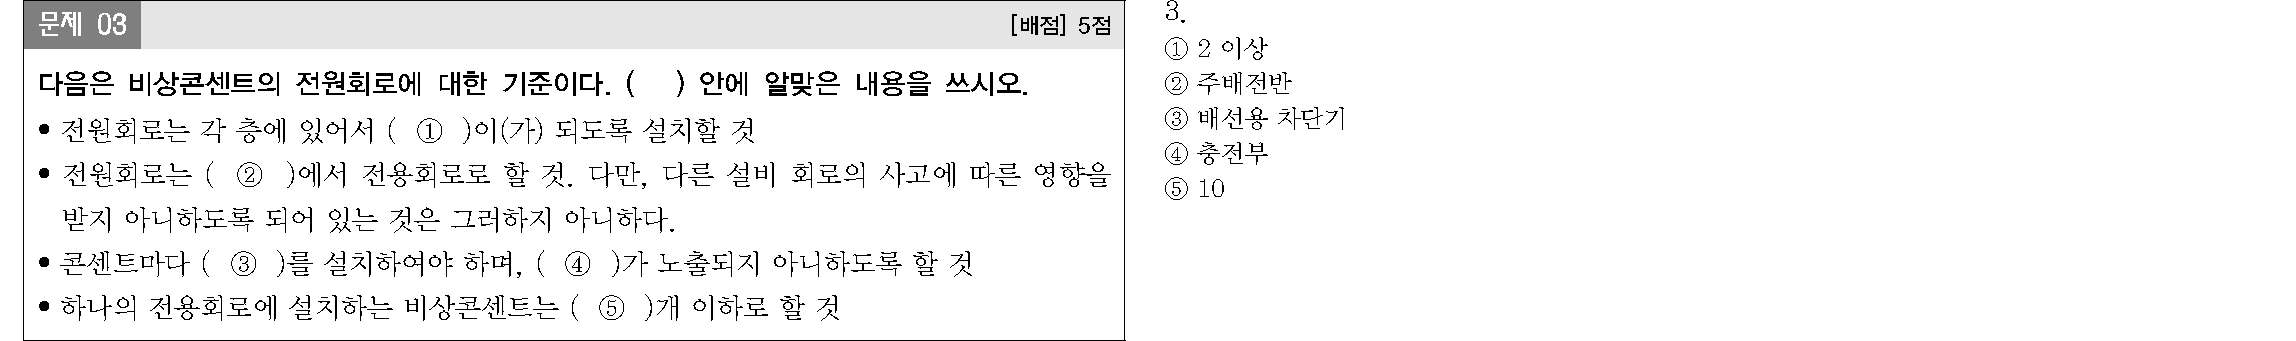 문제 03
[배점] 5점
다음은 비상콘센트의 전원회로에 대한 기준이다. (   ) 안에 알맞은 내용을 쓰시오.
• 전원회로는 각 층에 있어서 ( ① )이(가) 되도록 설치할 것
• 전원회로는 ( ② )에서 전용회로로 할 것. 다만, 다른 설비 회로의 사고에 따른 영향을
받지 아니하도록 되어 있는 것은 그러하지 아니하다.
• 콘센트마다 ( ③ )를 설치하여야 하며, ( ④ )가 노출되지 아니하도록 할 것
• 하나의 전용회로에 설치하는 비상콘센트는 ( ⑤ )개 이하로 할 것
3.
① 2 이상
② 주배전반
③ 배선용 차단기
④ 충전부
⑤ 10